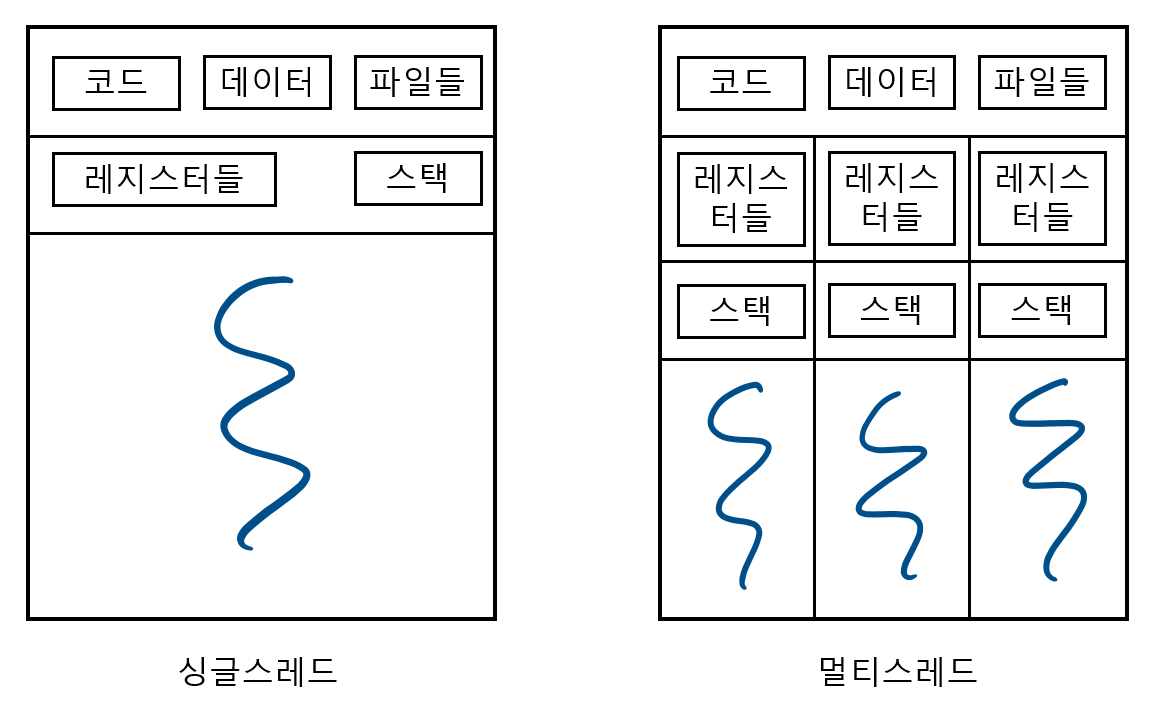 코드
데이터
파일들
레지스터들
스택
싱글스레드
코드
데이터
파일들
레지스
터들
레지스
터들
레지스
터들
스택
스택
스택
멀티스레드